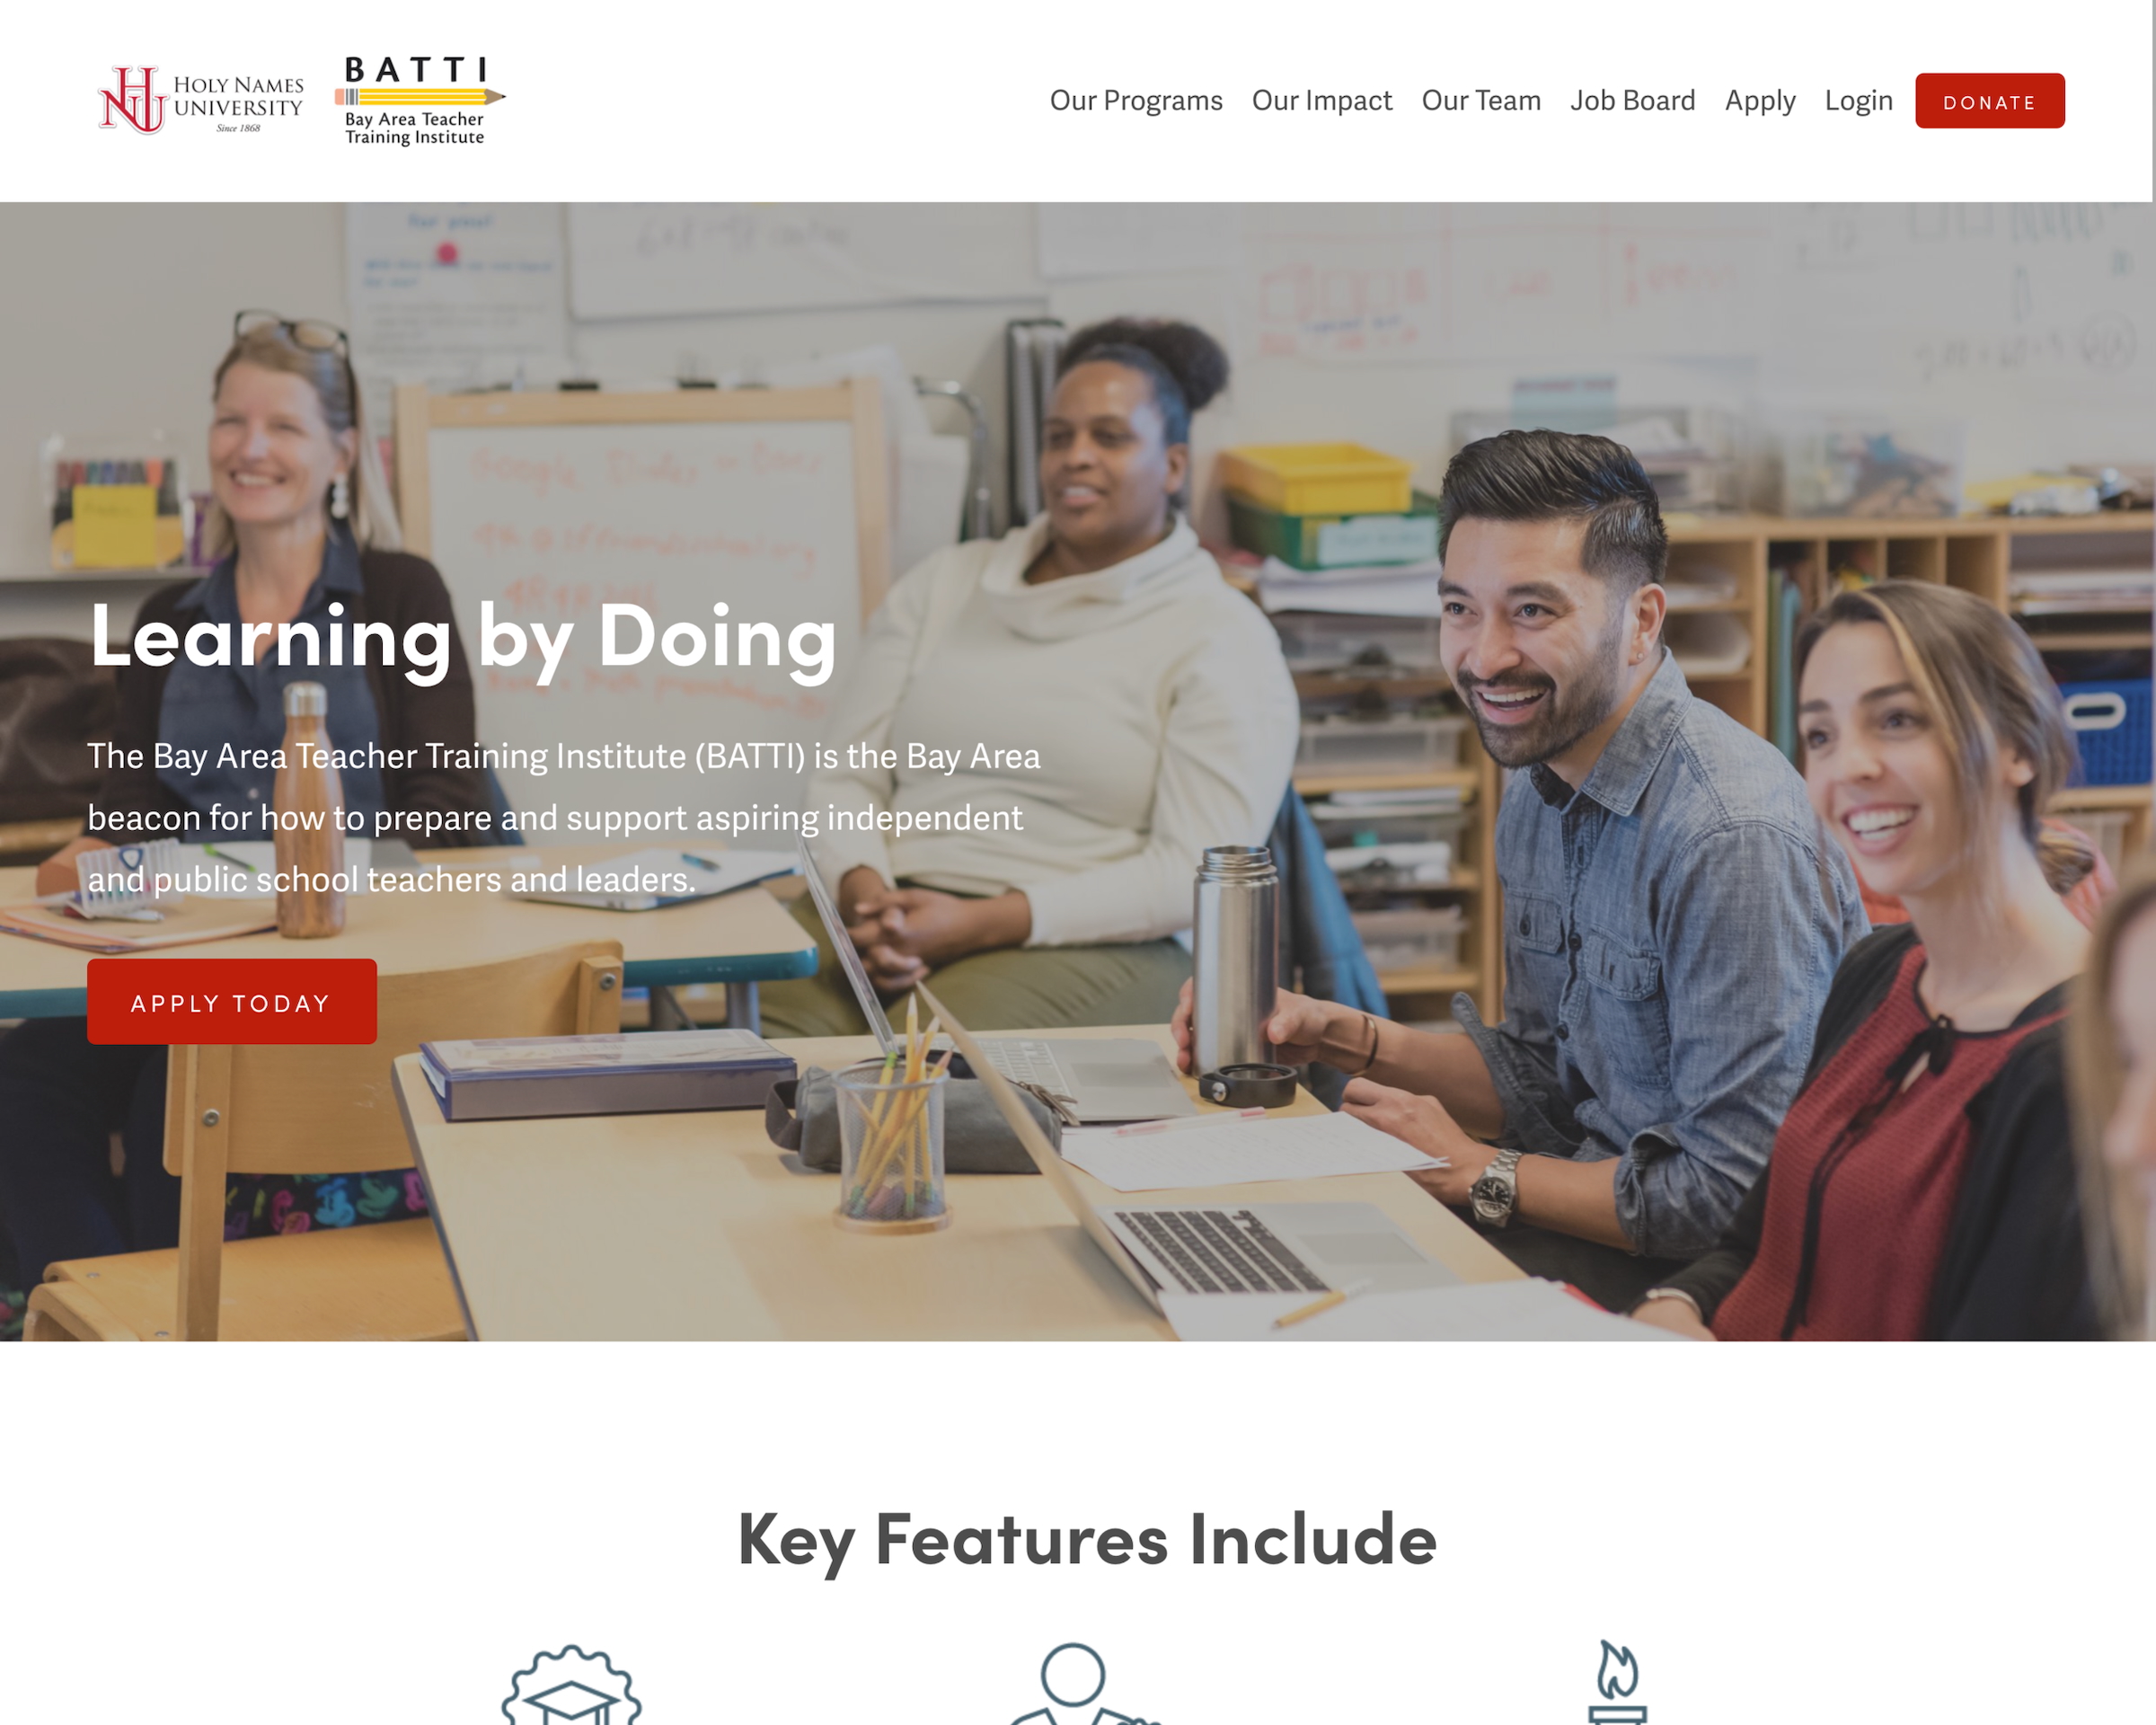 HNU
HOLY NAMES
UNIVERSITY
Since 1868
BATTI
Bay Area Teacher
Training Institute
Our Programs
Our Impact
Our Team
Job Board
Apply
Login
DONATE
for you!
Learning by Doing
The Bay Area Teacher Training Institute (BATTI) is the Bay Area
beacon for how to prepare and support aspiring independent
and public school teachers and leaders.
APPLY TODAY
Key Features Include